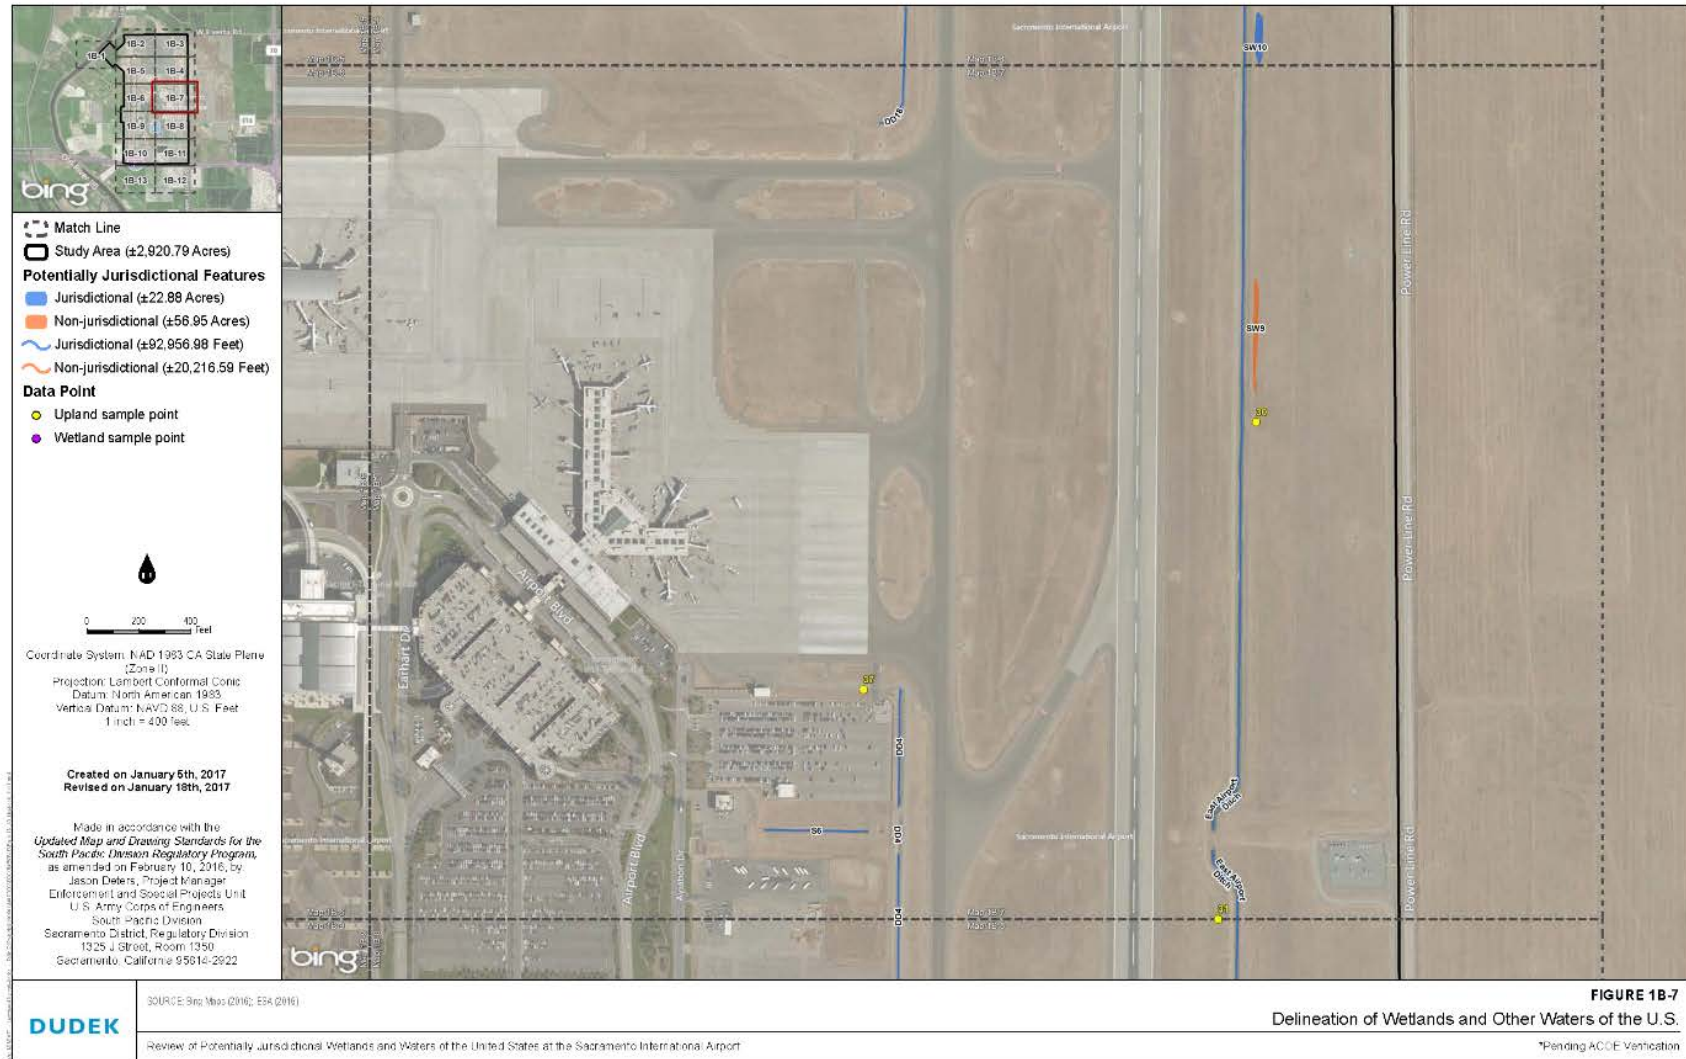 W Elverta Rd
1B-1
1B-2
1B-3
1B-5
1B-4
1B-6
1B-7
1B-9
1B-8
1B-10
1B-11
1B-13
1B-12
bing
Match Line
Study Area (±2,920.79 Acres)
Potentially Jurisdictional Features
Jurisdictional (±22.88 Acres)
Non-jurisdictional (±56.95 Acres)
Jurisdictional (±92,956.98 Feet)
Non-jurisdictional (±20,216.59 Feet)
Data Point
Upland sample point
Wetland sample point
0 200 400
Feet
Coordinate System: NAD 1983 CA State Plane
(Zone II)
Projection: Lambert Conformal Conic
Datum: North American 1983
Vertical Datum: NAVD 88, U.S. Feet
1 inch = 400 feet
Created on January 5th, 2017
Revised on January 18th, 2017
Made in accordance with the
Updated Map and Drawing Standards for the
South Pacific Division Regulatory Program,
as amended on February 10, 2016, by
Jason Deters, Project Manager
Enforcement and Special Projects Unit
U.S. Army Corps of Engineers
South Pacific Division
Sacramento District, Regulatory Division
1325 J Street, Room 1350
Sacramento, California 95814-2922
Sacramento International Airport
SW10
DD18
Power Line Rd
SW9
30
Power Line Rd
Airport Blvd
Earhart Dr
37
DD4
East Airport
Ditch
S6
DD4
Sacramento International Airport
Power Line Rd
Airport Blvd
Aviation Dr
East Airport
Ditch
DD4
31
bing
DUDEK
SOURCE: Bing Maps (2016); ESA (2016)
Review of Potentially Jurisdictional Wetlands and Waters of the United States at the Sacramento International Airport
FIGURE 1B-7
Delineation of Wetlands and Other Waters of the U.S.
*Pending ACOE Verification